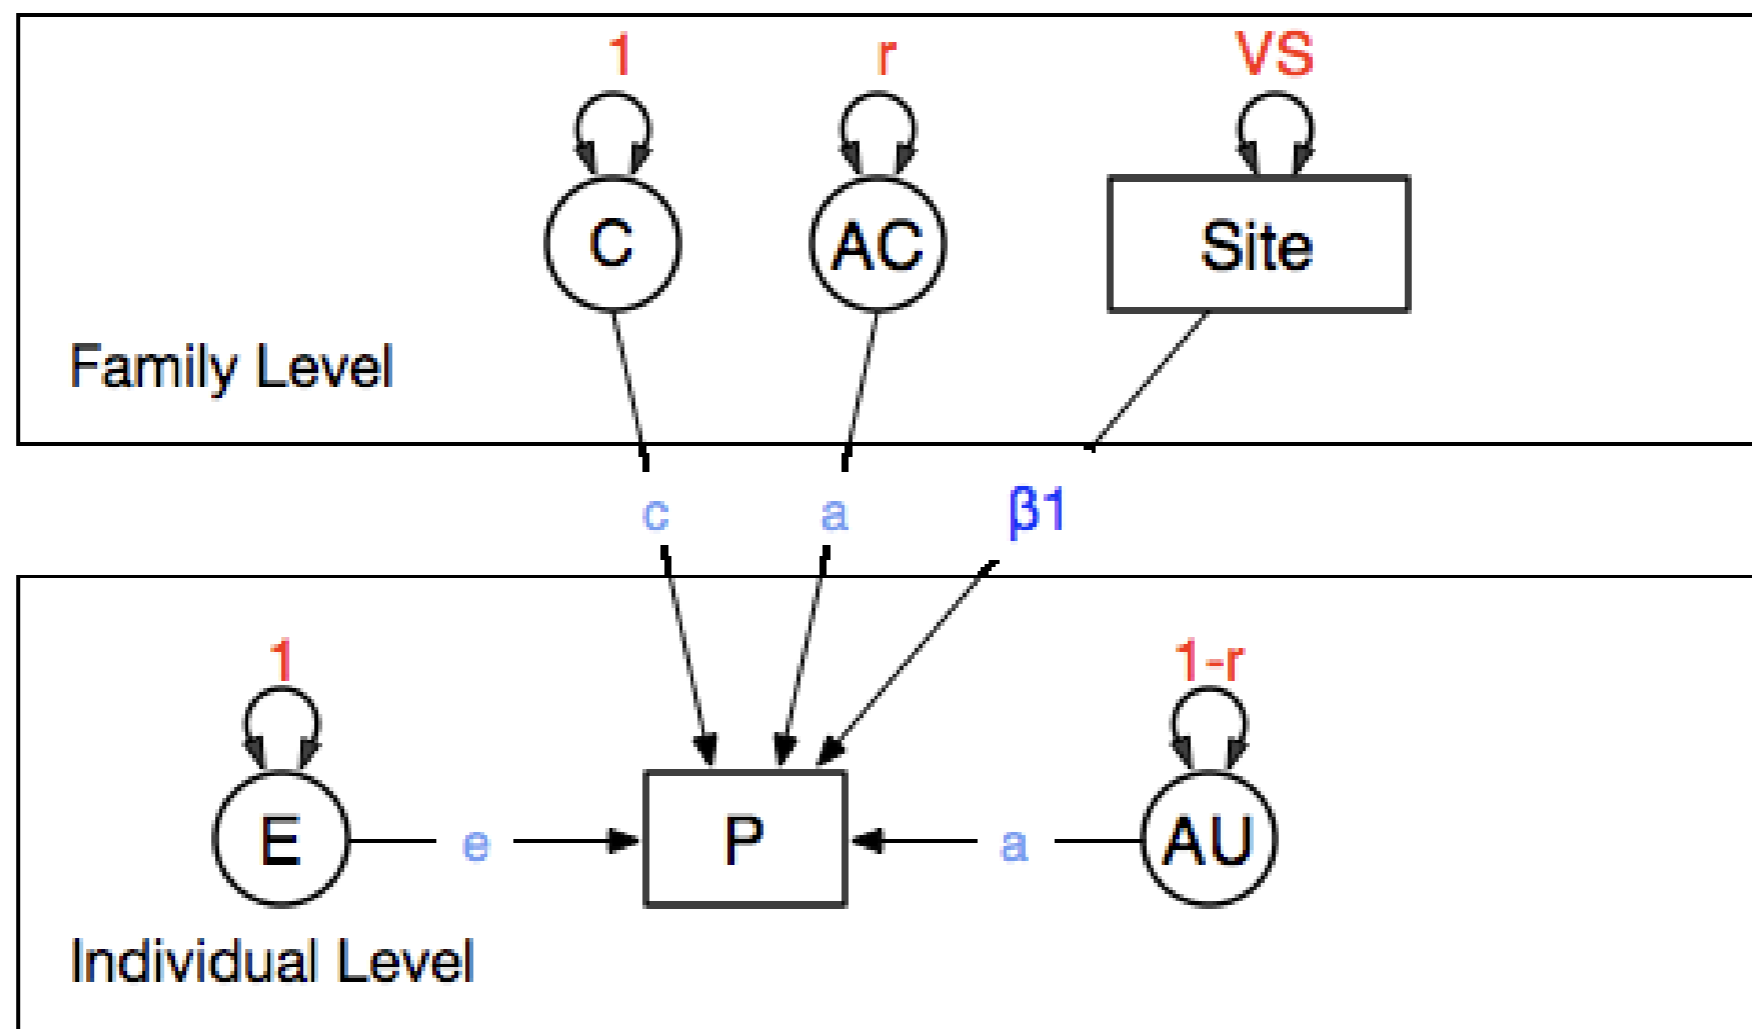 1 r VS
C AC Site
Family Level
c a β1
1 1-r
E e P a AU
Individual Level